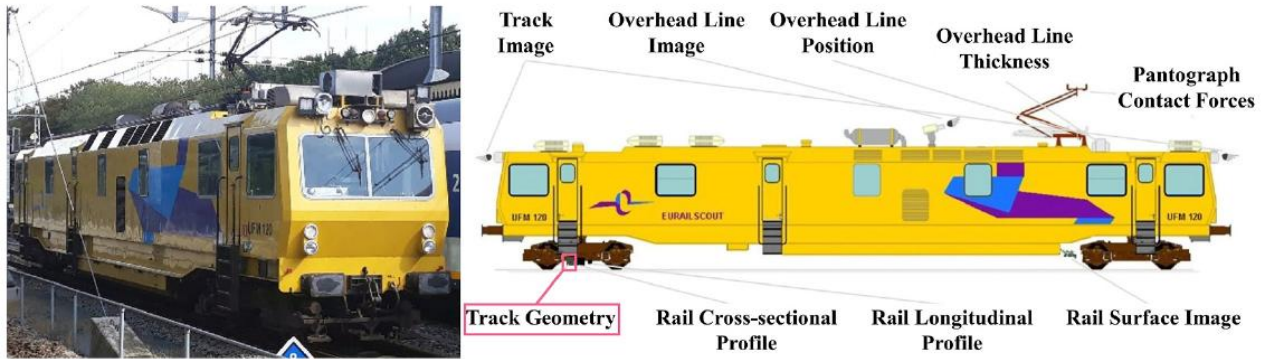 Track
Image
Overhead Line
Image
Overhead Line
Position
Overhead Line
Thickness
Pantograph
Contact Forces
UFM 120
UFM 120
EURAILSCOUT
UFM 120
Track Geometry
Rail Cross-sectional
Profile
Rail Longitudinal
Profile
Rail Surface Image